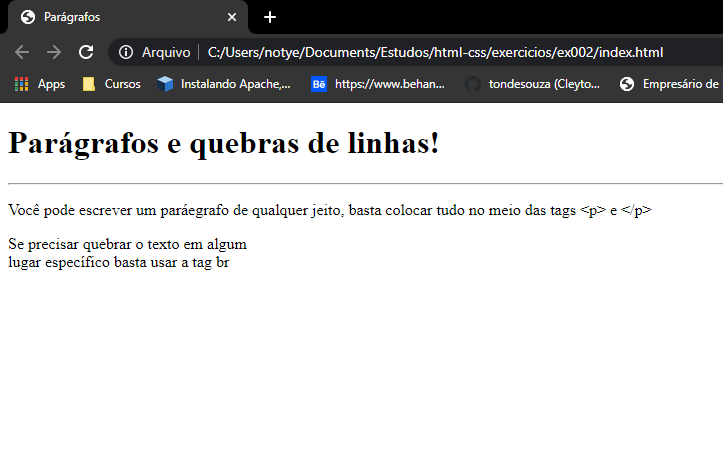 Parágrafos
Arquivo C:/Users/notye/Documents/Estudos/html-css/exercicios/ex002/index.html
Apps Cursos Instalando Apache,... Bē https://www.behan... tondesouza (Cleyto... Empresário de
Parágrafos e quebras de linhas!
Você pode escrever um paráegrafo de qualquer jeito, basta colocar tudo no meio das tags <p> e </p>
Se precisar quebrar o texto em algum
lugar específico basta usar a tag br